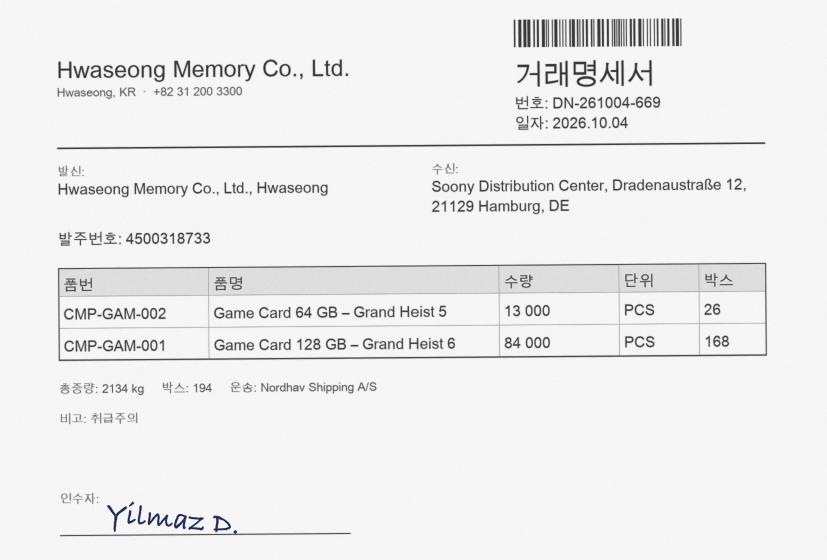 Hwaseong Memory Co., Ltd.
Hwaseong, KR · +82 31 200 3300
거래명세서
번호: DN-261004-669
일자: 2026.10.04
발신:
Hwaseong Memory Co., Ltd., Hwaseong
수신:
Soony Distribution Center, Dradenaustraße 12,
21129 Hamburg, DE
발주번호: 4500318733
품번 품명 수량 단위 박스
CMP-GAM-002 Game Card 64 GB – Grand Heist 5 13 000 PCS 26
CMP-GAM-001 Game Card 128 GB – Grand Heist 6 84 000 PCS 168
총중량: 2134 kg 박스: 194 운송: Nordhav Shipping A/S
비고: 취급주의
인수자: Yilmaz D.